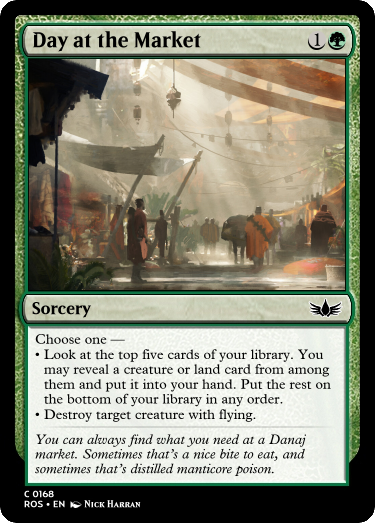 Day at the Market 1
Sorcery
Choose one —
• Look at the top five cards of your library. You
may reveal a creature or land card from among
them and put it into your hand. Put the rest on
the bottom of your library in any order.
• Destroy target creature with flying.
You can always find what you need at a Danaj
market. Sometimes that's a nice bite to eat, and
sometimes that's distilled manticore poison.
C 0168
ROS • EN Nick Harran